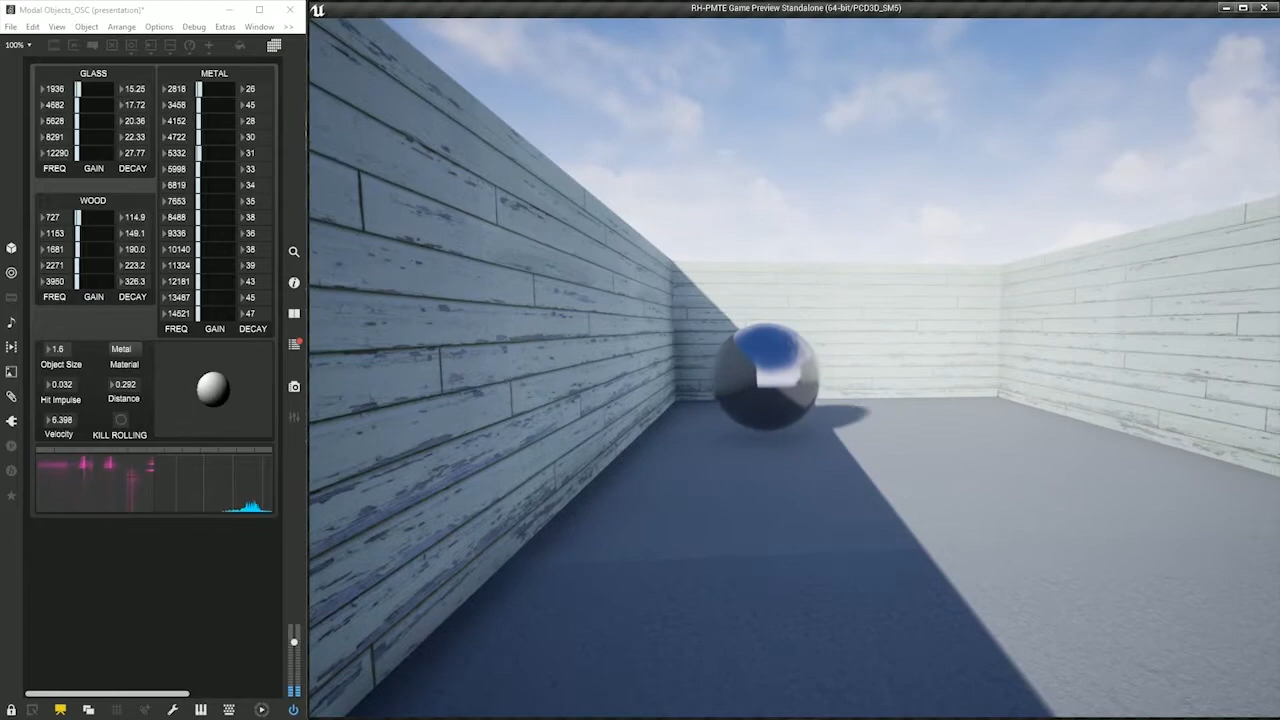 Modal Objects_OSC (presentation)*
RH-PMTE Game Preview Standalone (64-bit/PCD3D_SM5)
File Edit View Object Arrange Options Debug Extras Window >>
100%
GLASS
1936 15.25
4682 17.72
5628 20.36
8291 22.33
12290 27.77
FREQ GAIN DECAY
WOOD
727 114.9
1153 149.1
1681 190.0
2271 223.2
3950 326.3
FREQ GAIN DECAY
METAL
2818 26
3458 45
4152 28
4722 30
5332 31
5998 33
6819 34
7653 35
8488 38
9336 36
10140 38
11324 39
12181 43
13487 45
14521 47
FREQ GAIN DECAY
1.6 Metal
Object Size Material
0.032 0.292
Hit Impulse Distance
6.398
Velocity KILL ROLLING